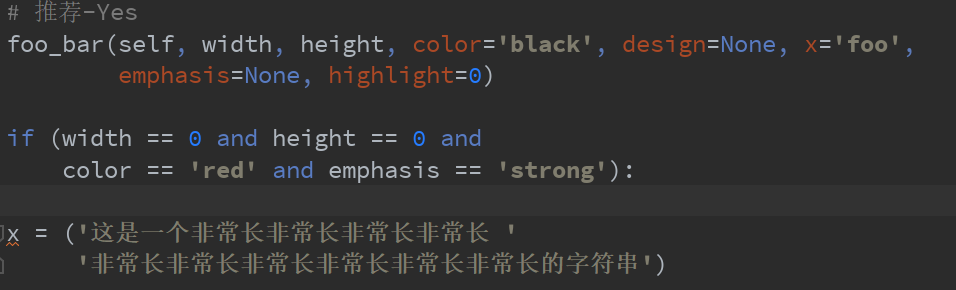 # 推荐-Yes
foo_bar(self, width, height, color='black', design=None, x='foo',
        emphasis=None, highlight=0)
if (width == 0 and height == 0 and
    color == 'red' and emphasis == 'strong'):
x = ('这是一个非常长非常长非常长非常长 '
     '非常长非常长非常长非常长非常长非常长的字符串')